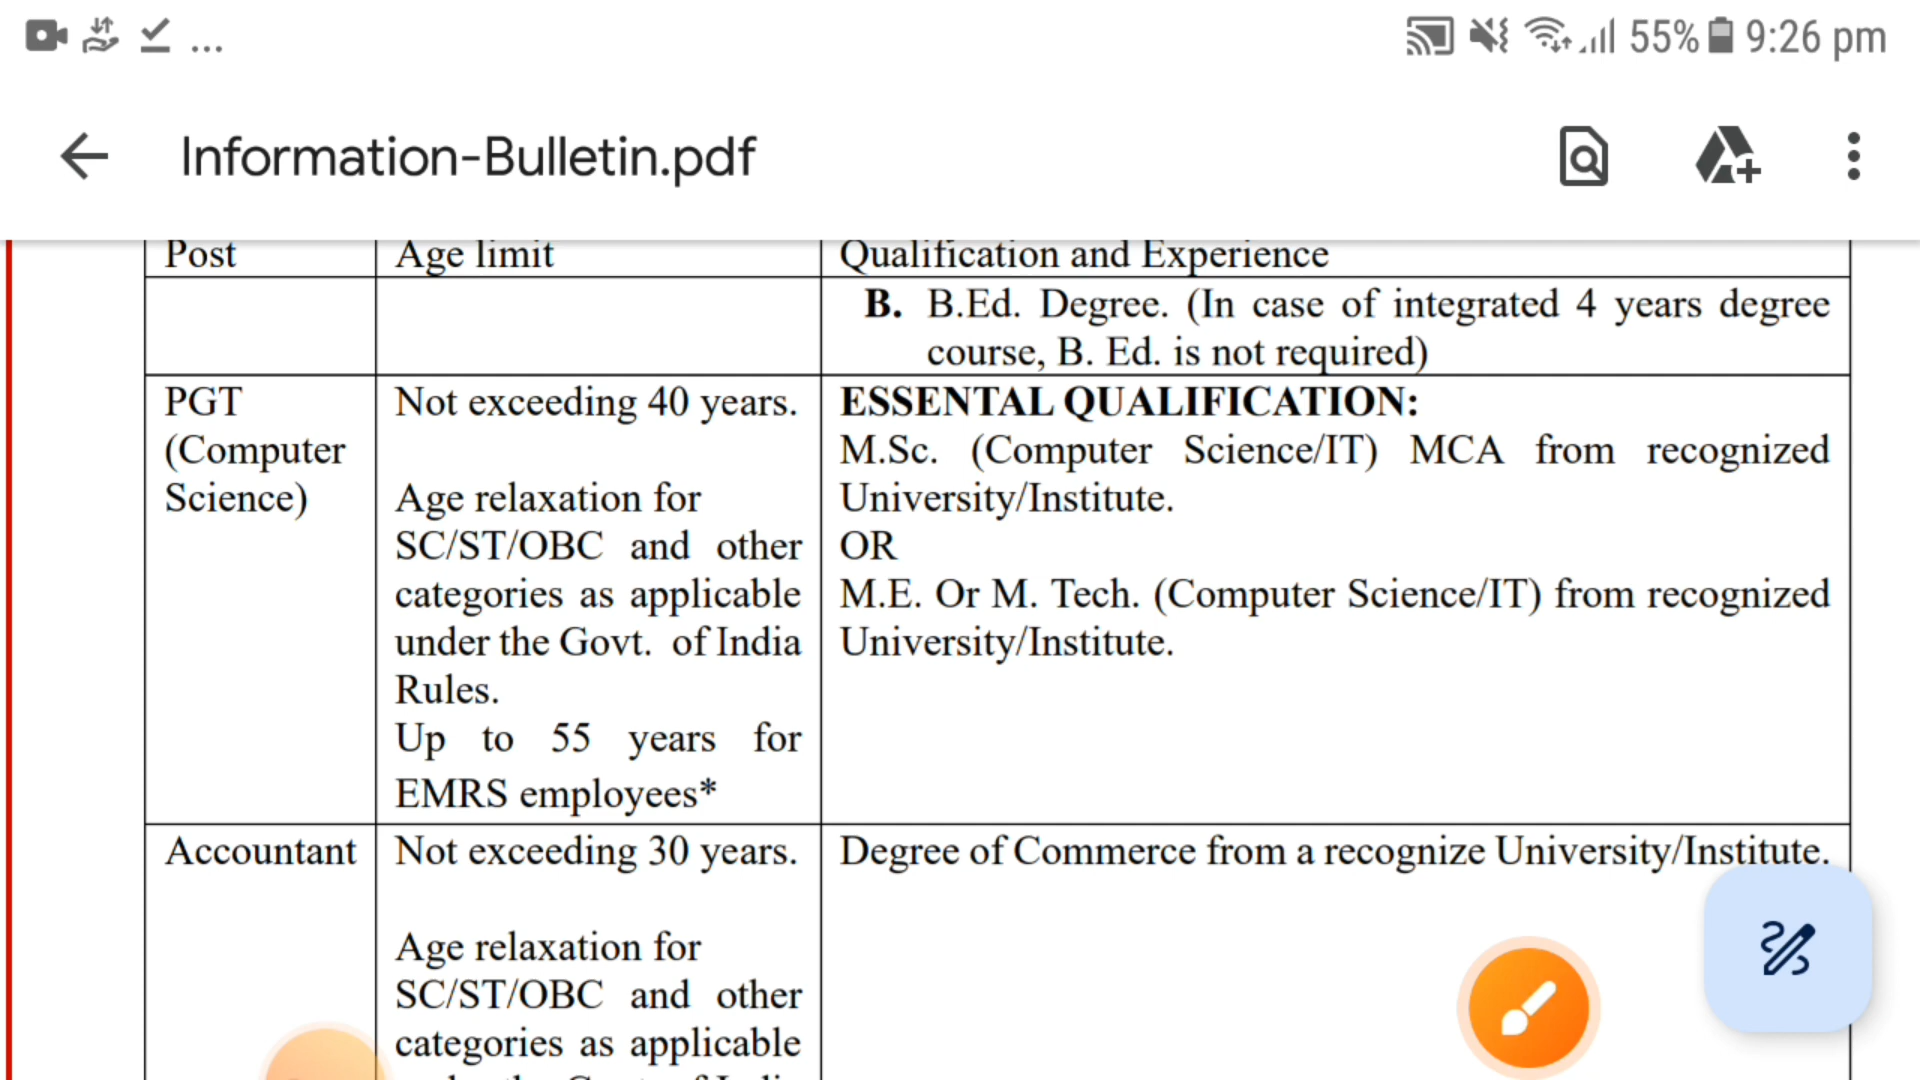 ... 55% 9:26 pm
Information-Bulletin.pdf
Post Age limit Qualification and Experience
B. B.Ed. Degree. (In case of integrated 4 years degree
course, B. Ed. is not required)
PGT
(Computer
Science)
Not exceeding 40 years.
Age relaxation for
SC/ST/OBC and other
categories as applicable
under the Govt. of India
Rules.
Up to 55 years for
EMRS employees*
ESSENTAL QUALIFICATION:
M.Sc. (Computer Science/IT) MCA from recognized
University/Institute.
OR
M.E. Or M. Tech. (Computer Science/IT) from recognized
University/Institute.
Accountant
Not exceeding 30 years.
Age relaxation for
SC/ST/OBC and other
categories as applicable
Degree of Commerce from a recognize University/Institute.